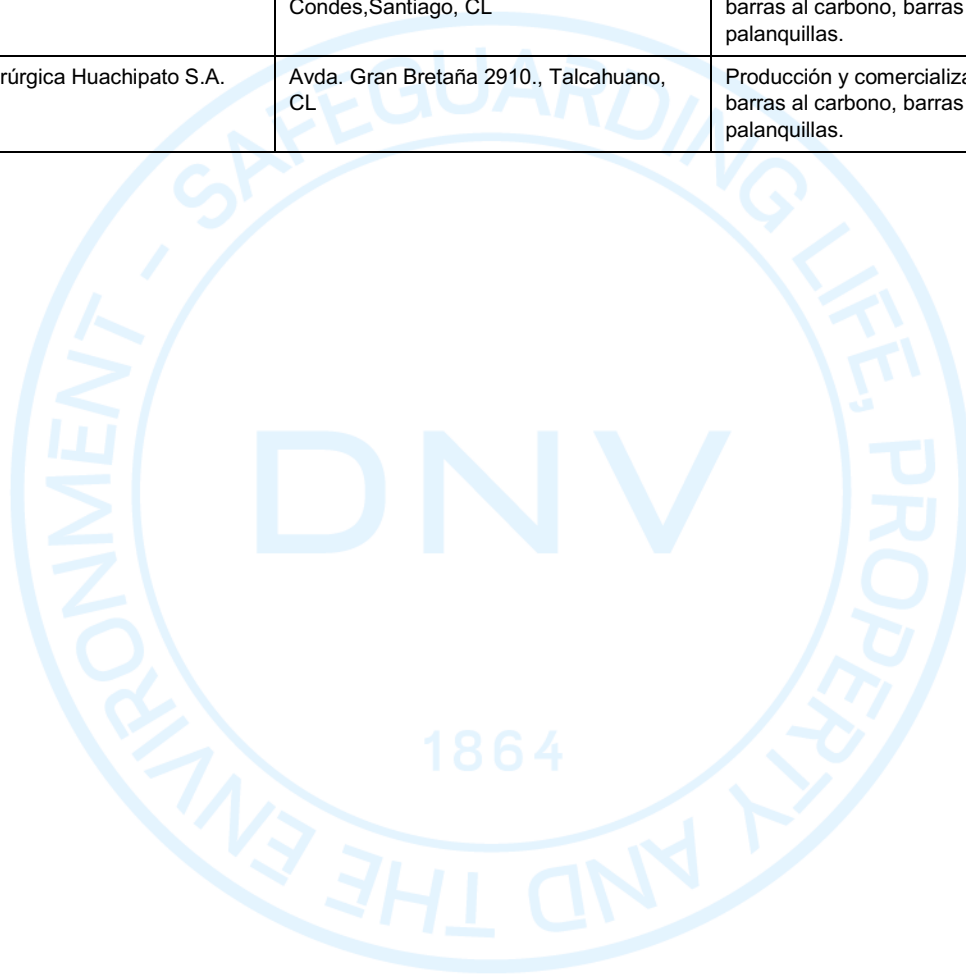 Condes,Santiago, CL
barras al carbono, barras
palanquillas.
rúrgica Huachipato S.A.
Avda. Gran Bretaña 2910., Talcahuano,
CL
Producción y comercializa
barras al carbono, barras
palanquillas.
SAFEGUARDING LIFE, PROPERTY AND THE ENVIRONMENT -
DNV
1864